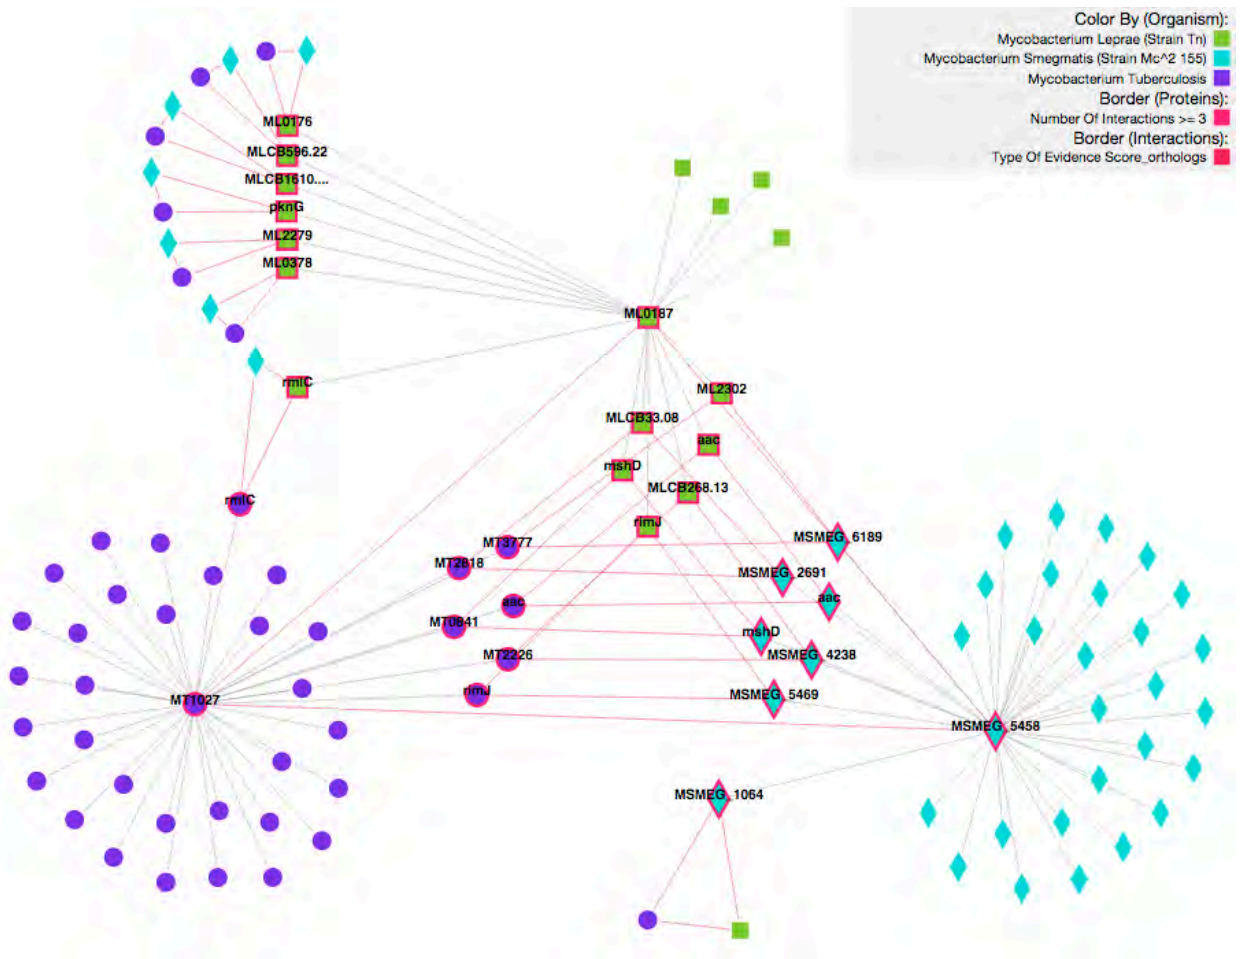 Color By (Organism):
Mycobacterium Leprae (Strain Tn)
Mycobacterium Smegmatis (Strain Mc^2 155)
Mycobacterium Tuberculosis
Border (Proteins):
Number Of Interactions >= 3
Border (Interactions):
Type Of Evidence Score_orthologs
ML0176
MLCB596.22
MLCB1610....
pknG
ML2279
ML0378
ML0187
rmlC
ML2302
MLCB33.08
aac
mshD
MLCB268.13
rmlC
rimJ
MT3777
MSMEG_6189
MT2818
MSMEG_2691
aac
aac
MT0841
mshD
MT2226
MSMEG_4238
rimJ
MSMEG_5469
MT1027
MSMEG_5458
MSMEG_1064